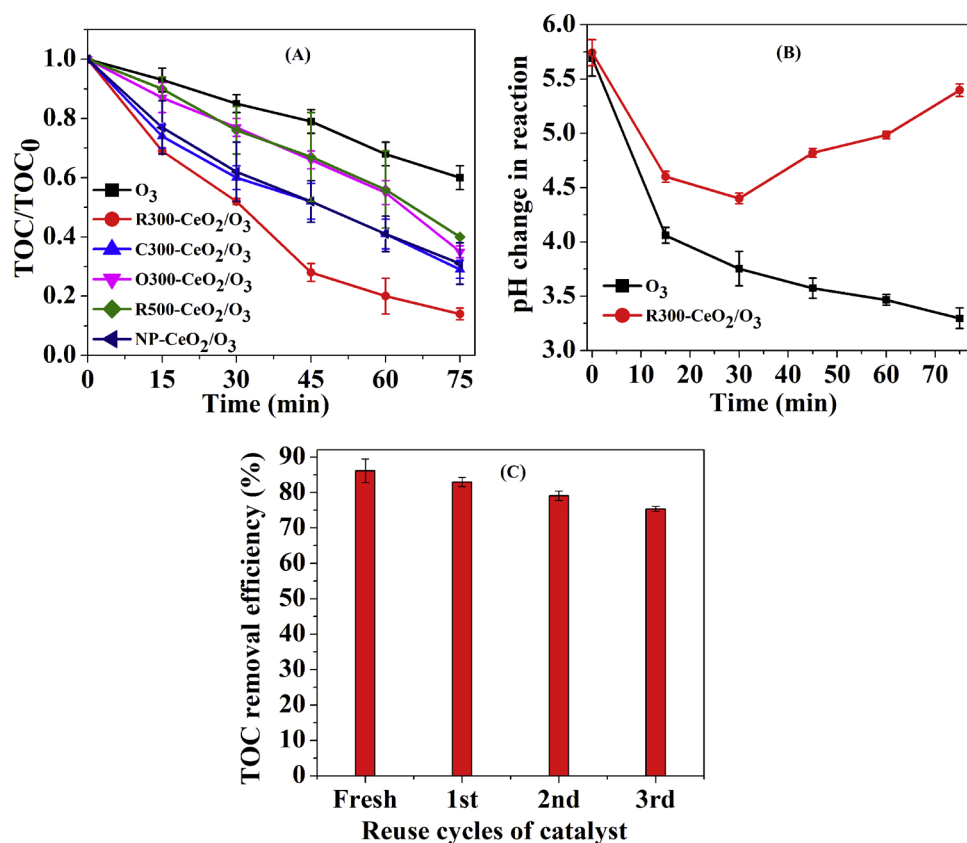 (A)
TOC/TOC₀
1.0
0.8
0.6
0.4
0.2
0.0
O₃
R300-CeO₂/O₃
C300-CeO₂/O₃
O300-CeO₂/O₃
R500-CeO₂/O₃
NP-CeO₂/O₃
0 15 30 45 60 75
Time (min)
(B)
pH change in reaction
6.0
5.5
5.0
4.5
4.0
3.5
3.0
O₃
R300-CeO₂/O₃
0 10 20 30 40 50 60 70
Time (min)
(C)
TOC removal efficiency (%)
90
80
70
60
50
40
30
20
10
0
Fresh 1st 2nd 3rd
Reuse cycles of catalyst